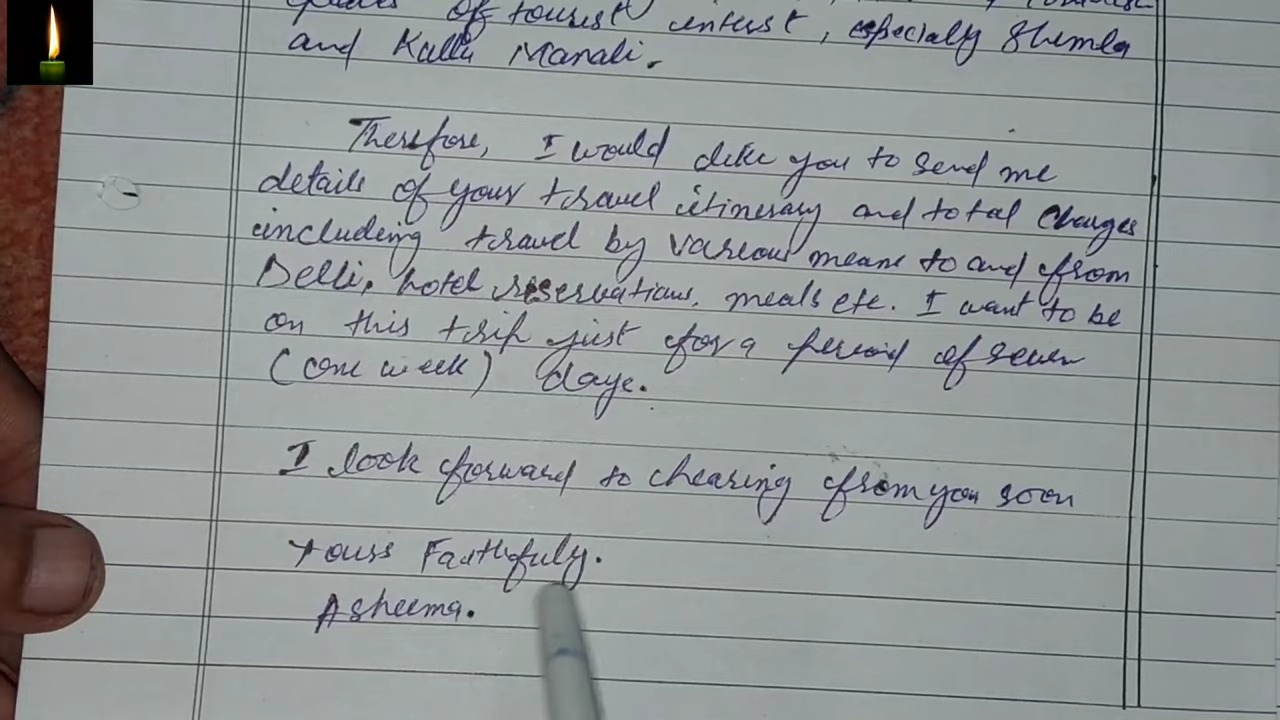 of tourist interst, especially Shimla
and Kullu Manali.
Therefore, I would like you to send me
details of your travel itinerary and total charges
including travel by various means to and from
Delhi, hotel reservations, meals etc. I want to be
on this trip just for a period of seven
(one week) days.
I look forward to hearing from you soon
Yours Faithfuly.
Asheema.